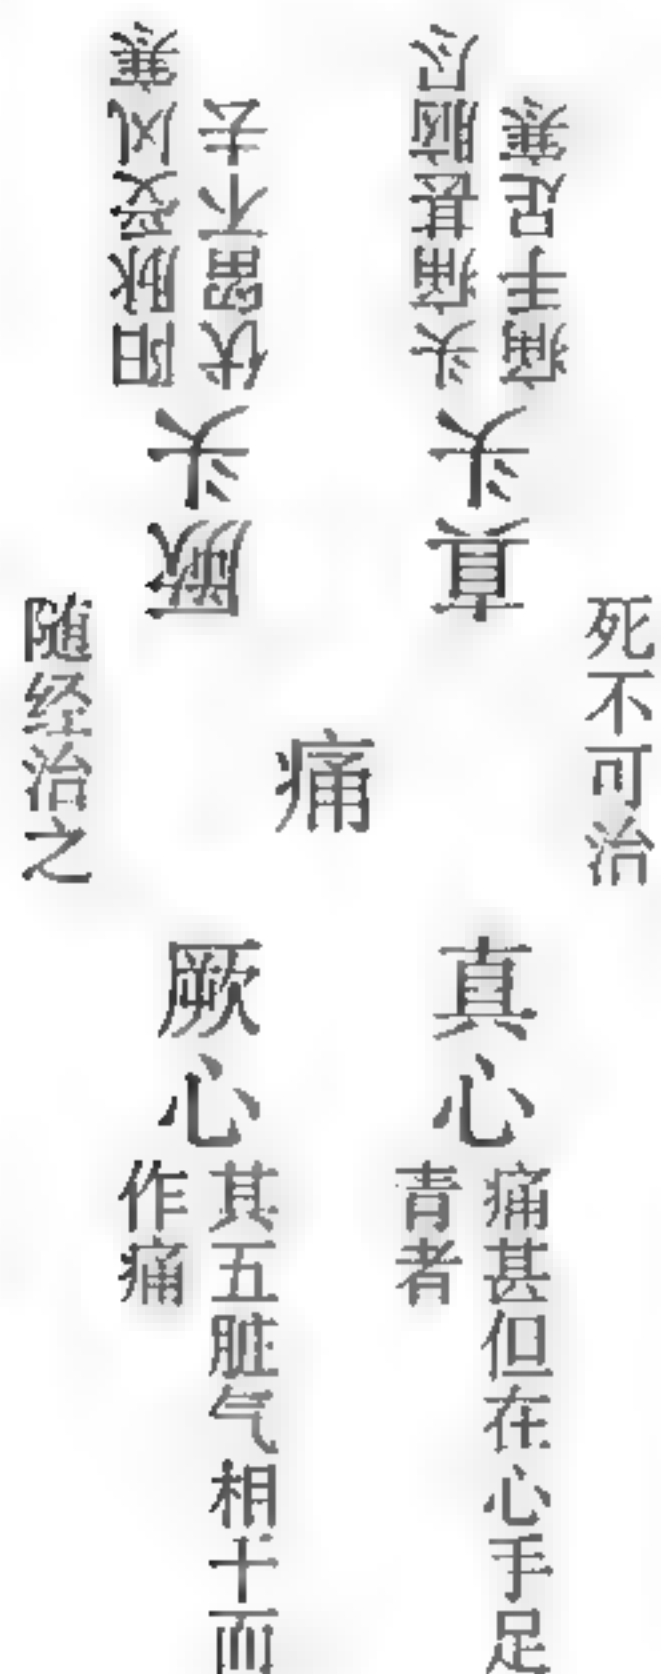 真头
头痛甚脑尽
痛手足寒
厥头
阳脉受风寒
伏留不去
死不可治
痛
随经治之
真心
痛甚但在心手足
青者
厥心
其五脏气相干而
作痛